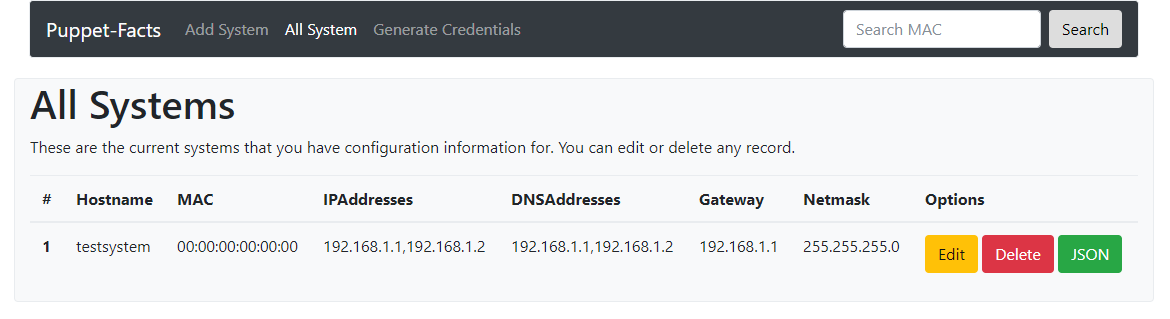 Puppet-Facts Add System All System Generate Credentials Search MAC Search
All Systems
These are the current systems that you have configuration information for. You can edit or delete any record.
# Hostname MAC IPAddresses DNSAddresses Gateway Netmask Options
1 testsystem 00:00:00:00:00:00 192.168.1.1,192.168.1.2 192.168.1.1,192.168.1.2 192.168.1.1 255.255.255.0 Edit Delete JSON